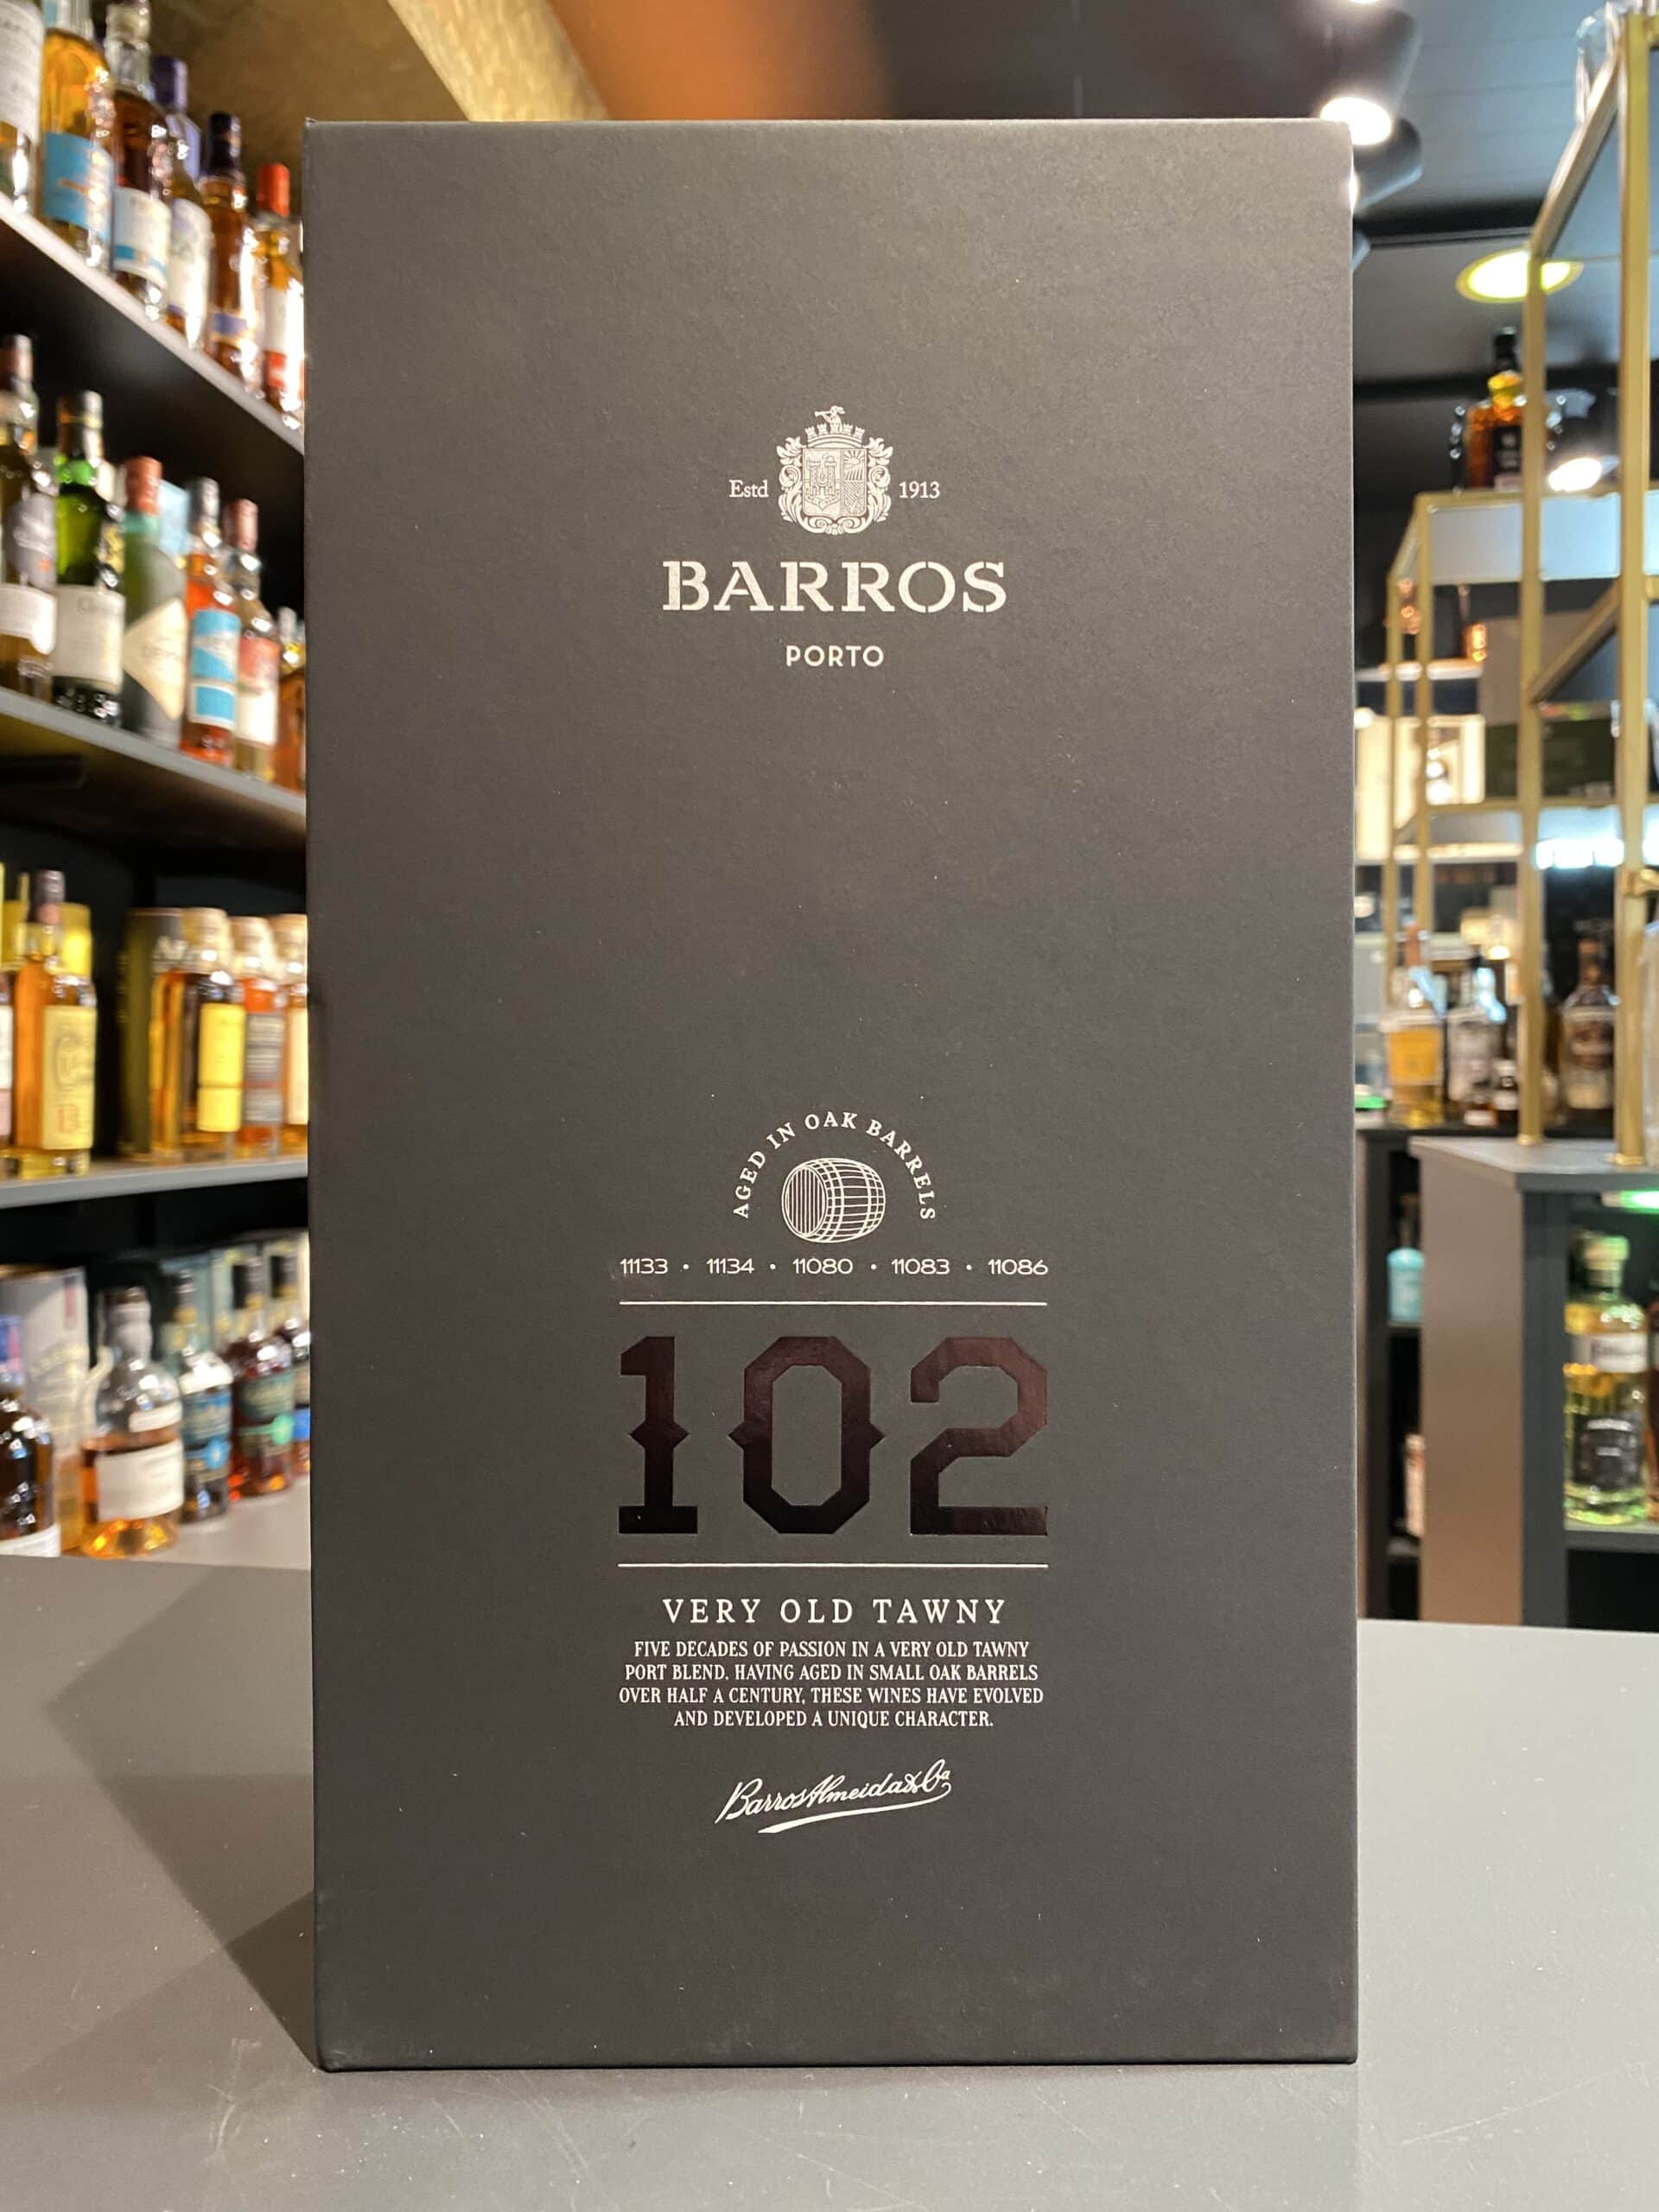 Estd 1913
BARROS
PORTO
AGED IN OAK BARRELS
11133 • 11134 • 11080 • 11083 • 11086
102
VERY OLD TAWNY
FIVE DECADES OF PASSION IN A VERY OLD TAWNY
PORT BLEND. HAVING AGED IN SMALL OAK BARRELS
OVER HALF A CENTURY, THESE WINES HAVE EVOLVED
AND DEVELOPED A UNIQUE CHARACTER.
Barros Almeida & Ca